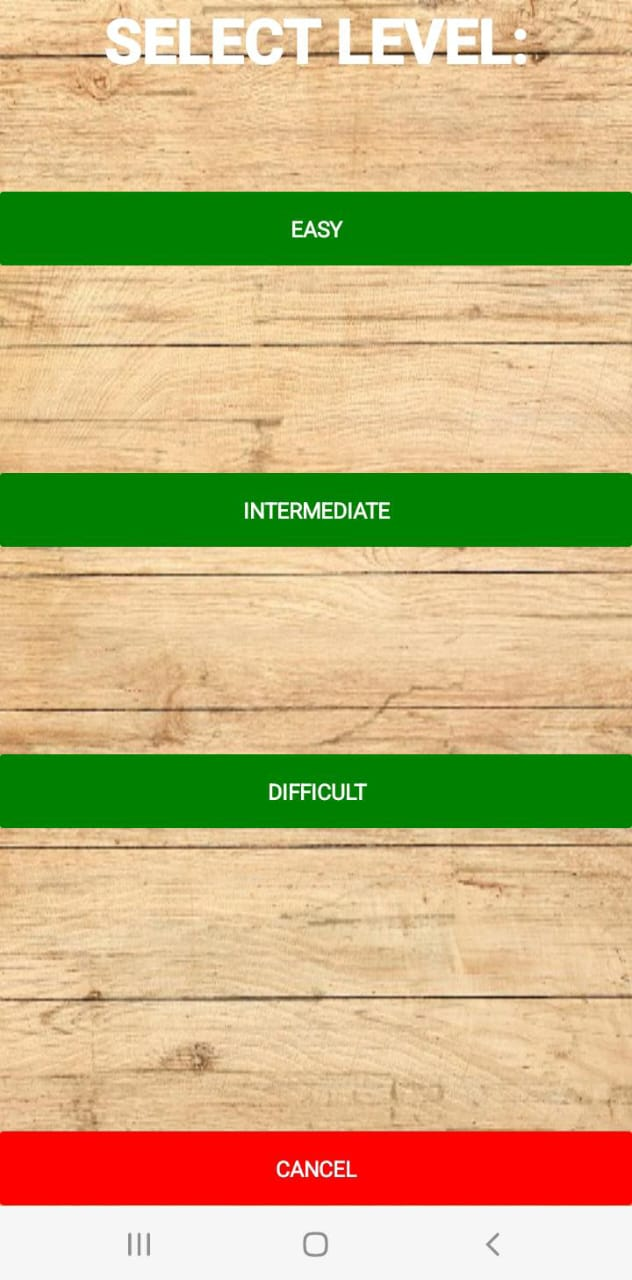 SELECT LEVEL:
EASY
INTERMEDIATE
DIFFICULT
CANCEL